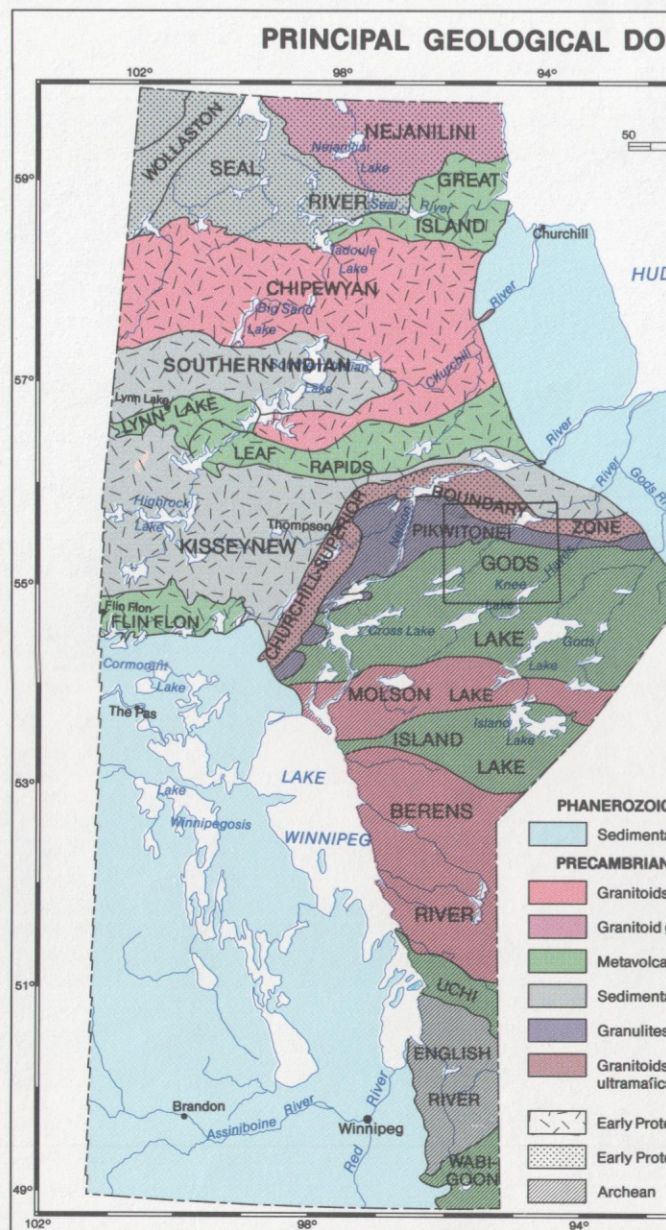 PRINCIPAL GEOLOGICAL DO
102°
98°
94°
50
WOLLASTON
NEJANILINI
Nejanilini
Lake
59°
SEAL
GREAT
RIVER
Seal
River
ISLAND
Churchill
Tadoule
Lake
HUD
CHIPEWYAN
River
Big Sand
Lake
SOUTHERN INDIAN
57°
Lake
Churchill
Lynn Lake
LYNN LAKE
LEAF
RAPIDS
River
River
Gods
Highrock
Lake
BOUNDARY
Thompson
Nelson
PIKWITONEI
ZONE
KISSEYNEW
CHURCHILL-SUPERIOR
GODS
Hayes
55°
Knee
Lake
Flin Flon
FLIN FLON
Cross Lake
LAKE
Gods
Lake
Cormorant
Lake
The Pas
MOLSON LAKE
Island
Lake
ISLAND
LAKE
53°
LAKE
WINNIPEG
Lake
Winnipegosis
BERENS
RIVER
PHANEROZOI
Sediments
PRECAMBRIAN
Granitoids
Granitoid
Metavolca
Sediments
Granulites
Granitoids
ultramafics
Early Prote
Early Prote
Archean
51°
UCHI
ENGLISH
RIVER
Brandon
Assiniboine River
Winnipeg
Red
River
WABI-
GOON
49°
102°
98°
94°